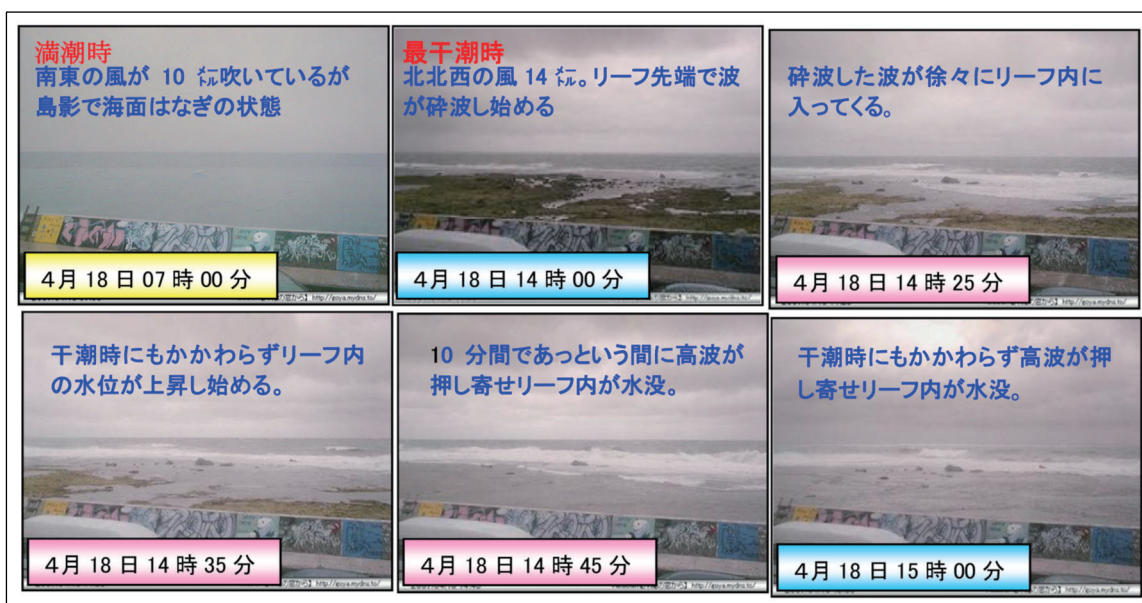 満潮時
南東の風が 10 ㍍吹いているが
島影で海面はなぎの状態
4月 18 日 07 時 00 分
最干潮時
北北西の風 14 ㍍。リーフ先端で波
が砕波し始める
4月 18 日 14 時 00 分
砕波した波が徐々にリーフ内に
入ってくる。
4月 18 日 14 時 25 分
干潮時にもかかわらずリーフ内
の水位が上昇し始める。
4月 18 日 14 時 35 分
10 分間であっという間に高波が
押し寄せリーフ内が水没。
4月 18 日 14 時 45 分
干潮時にもかかわらず高波が押
し寄せリーフ内が水没。
4月 18 日 15 時 00 分
http://goya.mydns.to/